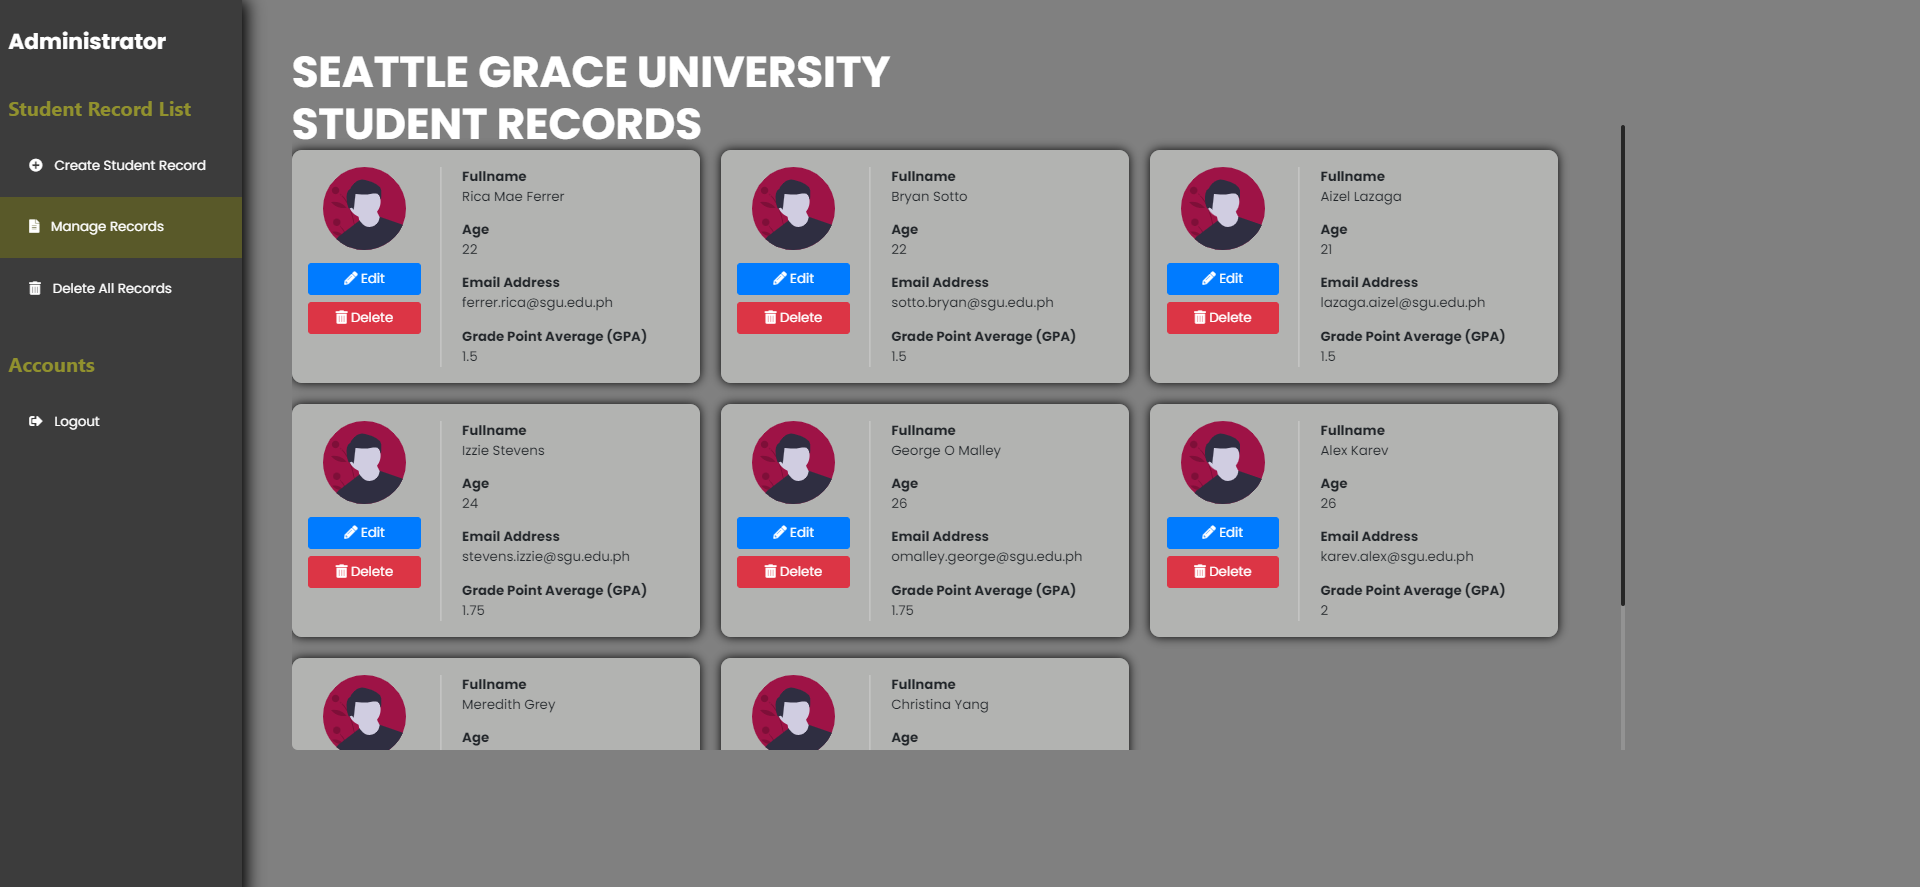 Administrator
Student Record List
Create Student Record
Manage Records
Delete All Records
Accounts
Logout
SEATTLE GRACE UNIVERSITY
STUDENT RECORDS
Fullname
Rica Mae Ferrer
Age
22
Email Address
ferrer.rica@sgu.edu.ph
Grade Point Average (GPA)
1.5
Edit
Delete
Fullname
Bryan Sotto
Age
22
Email Address
sotto.bryan@sgu.edu.ph
Grade Point Average (GPA)
1.5
Edit
Delete
Fullname
Aizel Lazaga
Age
21
Email Address
lazaga.aizel@sgu.edu.ph
Grade Point Average (GPA)
1.5
Edit
Delete
Fullname
Izzie Stevens
Age
24
Email Address
stevens.izzie@sgu.edu.ph
Grade Point Average (GPA)
1.75
Edit
Delete
Fullname
George O Malley
Age
26
Email Address
omalley.george@sgu.edu.ph
Grade Point Average (GPA)
1.75
Edit
Delete
Fullname
Alex Karev
Age
26
Email Address
karev.alex@sgu.edu.ph
Grade Point Average (GPA)
2
Edit
Delete
Fullname
Meredith Grey
Age
Fullname
Christina Yang
Age